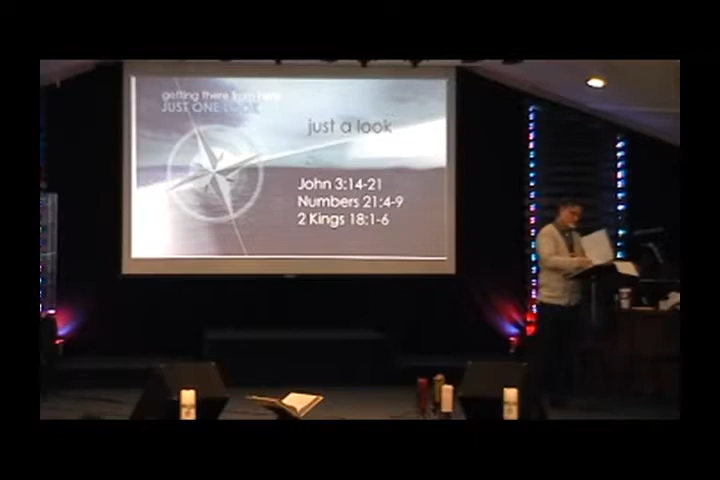 getting there from here
JUST ONE LOOK
just a look
John 3:14-21
Numbers 21:4-9
2 Kings 18:1-6